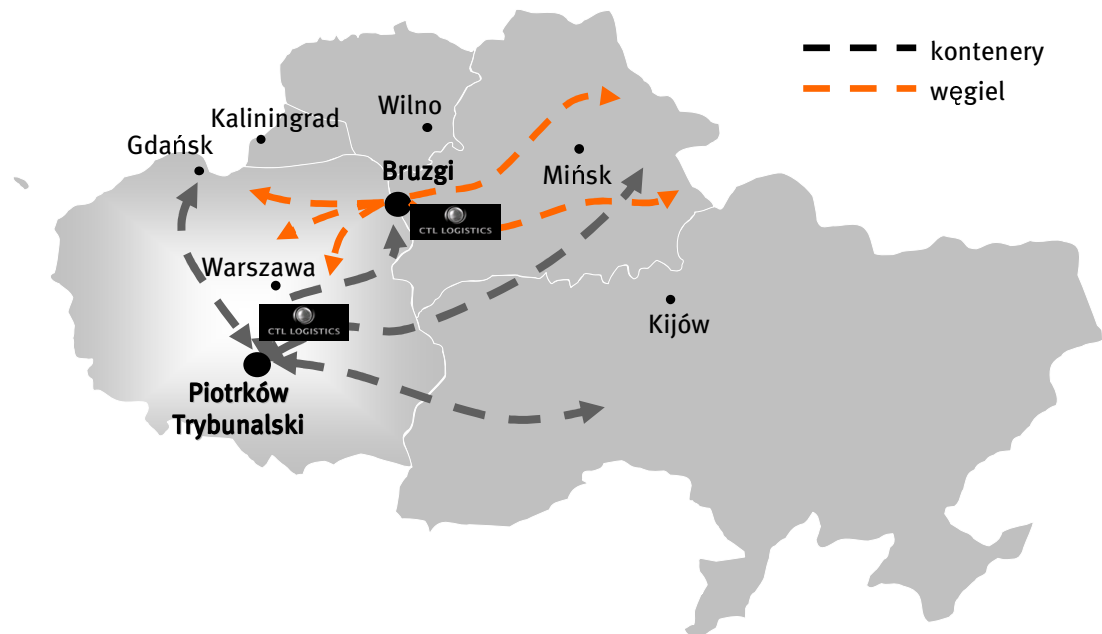 kontenery
węgiel
Wilno
Kaliningrad
Gdańsk
Bruzgi
Mińsk
CTL LOGISTICS
Warszawa
CTL LOGISTICS
Kijów
Piotrków
Trybunalski